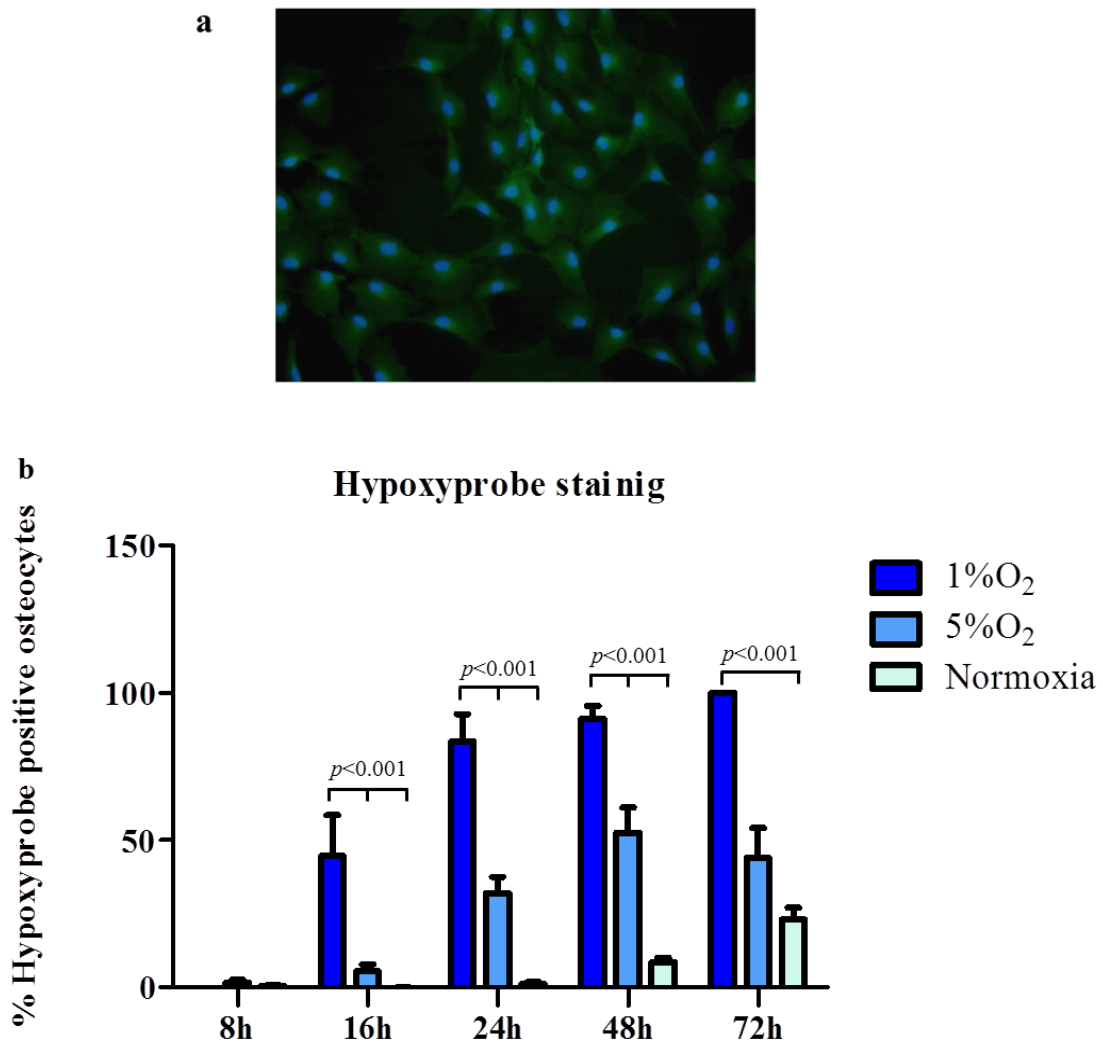 a
b
Hypoxyprobe stainig
% Hypoxyprobe positive osteocytes
150
100
50
0
p<0.001
p<0.001
p<0.001
p<0.001
8h
16h
24h
48h
72h
1%O₂
5%O₂
Normoxia